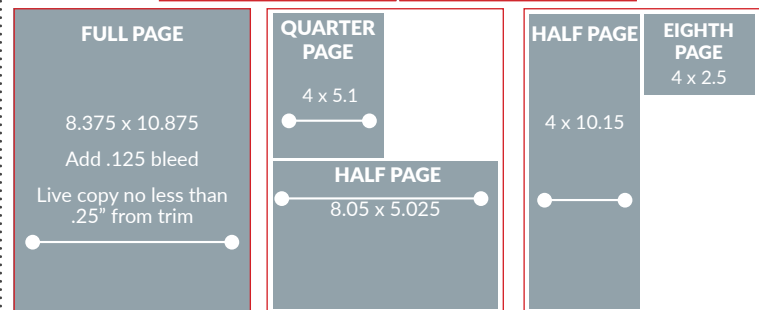 FULL PAGE
8.375 x 10.875
Add .125 bleed
Live copy no less than
.25” from trim
QUARTER
PAGE
4 x 5.1
HALF PAGE
8.05 x 5.025
HALF PAGE
4 x 10.15
EIGHTH
PAGE
4 x 2.5